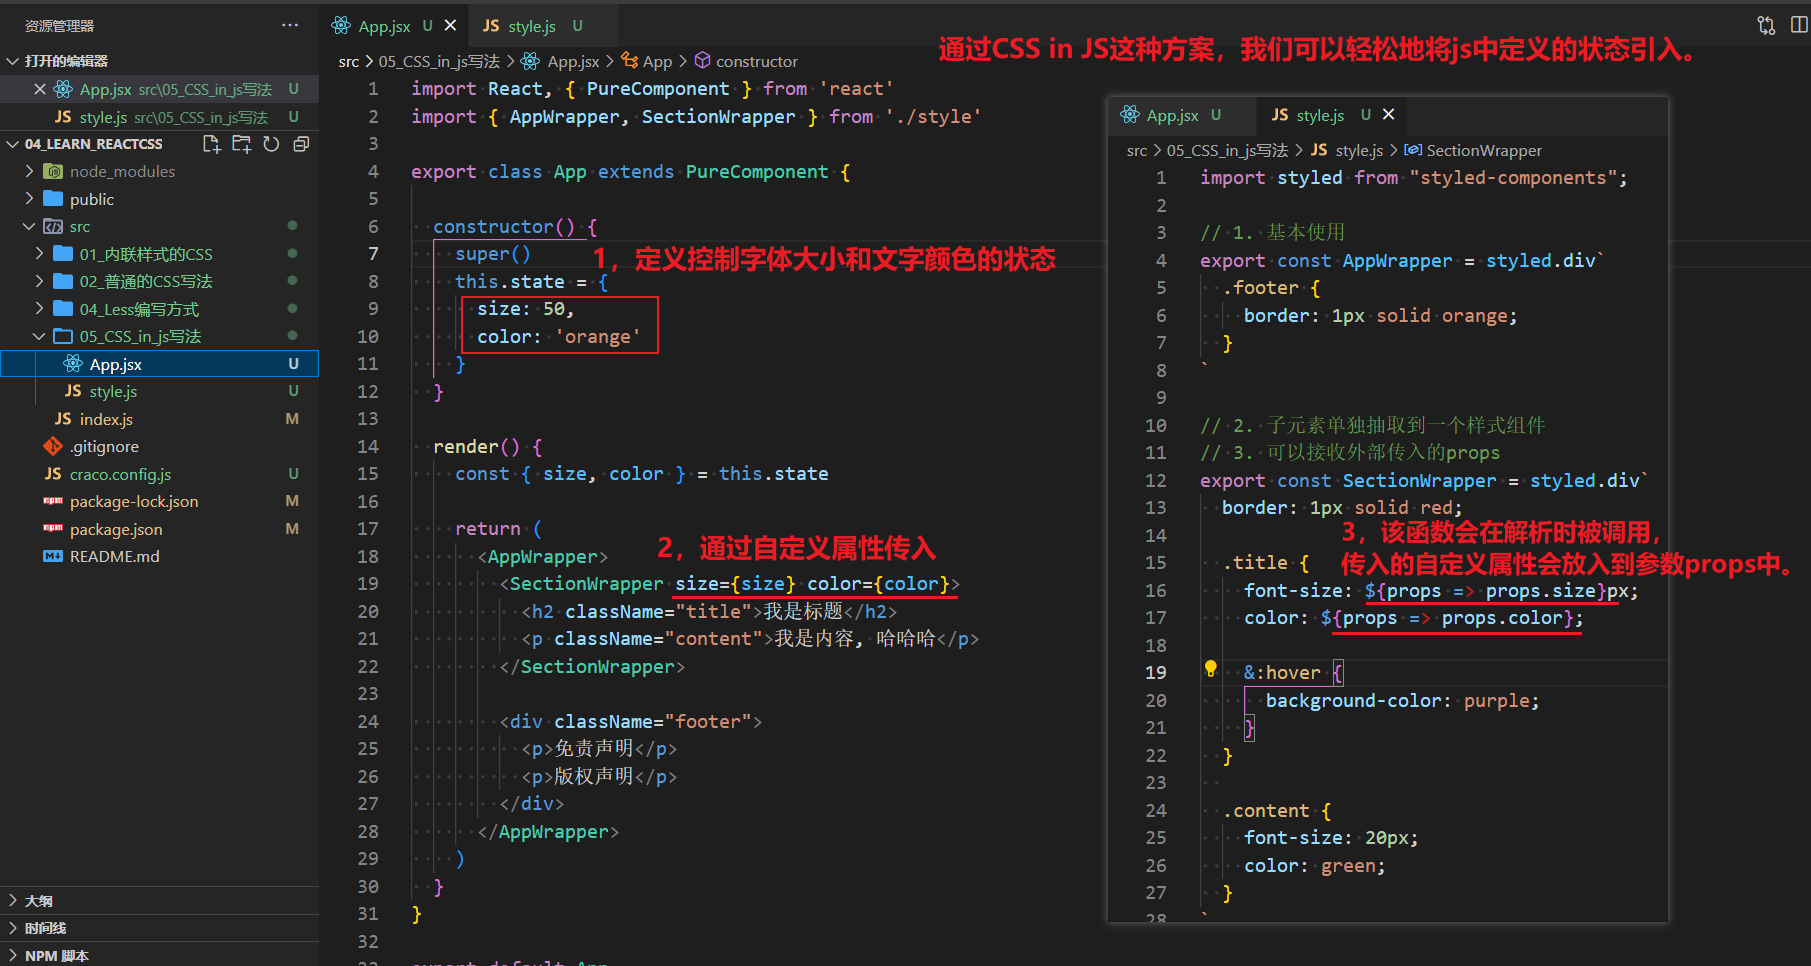 资源管理器
打开的编辑器
App.jsx src\05_CSS_in_js写法 U
JS style.js src\05_CSS_in_js写法 U
04_LEARN_REACTCSS
node_modules
public
src
01_内联样式的CSS
02_普通的CSS写法
04_Less编写方式
05_CSS_in_js写法
App.jsx U
JS style.js U
JS index.js M
.gitignore
JS craco.config.js U
package-lock.json M
package.json M
README.md
大纲
时间线
NPM 脚本
App.jsx U
JS style.js U
通过CSS in JS这种方案，我们可以轻松地将js中定义的状态引入。
src > 05_CSS_in_js写法 > App.jsx > App > constructor
1 import React, { PureComponent } from 'react'
2 import { AppWrapper, SectionWrapper } from './style'
3
4 export class App extends PureComponent {
5
6 constructor() {
7 super()
1，定义控制字体大小和文字颜色的状态
8 this.state = {
9 size: 50,
10 color: 'orange'
11 }
12 }
13
14 render() {
15 const { size, color } = this.state
16
17 return (
18 <AppWrapper>
2，通过自定义属性传入
19 <SectionWrapper size={size} color={color}>
20 <h2 className="title">我是标题</h2>
21 <p className="content">我是内容, 哈哈哈</p>
22 </SectionWrapper>
23
24 <div className="footer">
25 <p>免责声明</p>
26 <p>版权声明</p>
27 </div>
28 </AppWrapper>
29 )
30 }
31 }
32
33 export default App
App.jsx U
JS style.js U
src > 05_CSS_in_js写法 > JS style.js > SectionWrapper
1 import styled from "styled-components";
2
3 // 1. 基本使用
4 export const AppWrapper = styled.div`
5 .footer {
6 border: 1px solid orange;
7 }
8 `
9
10 // 2. 子元素单独抽取到一个样式组件
11 // 3. 可以接收外部传入的props
12 export const SectionWrapper = styled.div`
13 border: 1px solid red;
14
3，该函数会在解析时被调用，
传入的自定义属性会放入到参数props中。
15 .title {
16 font-size: ${props => props.size}px;
17 color: ${props => props.color};
18
19 &:hover {
20 background-color: purple;
21 }
22 }
23
24 .content {
25 font-size: 20px;
26 color: green;
27 }
28 `